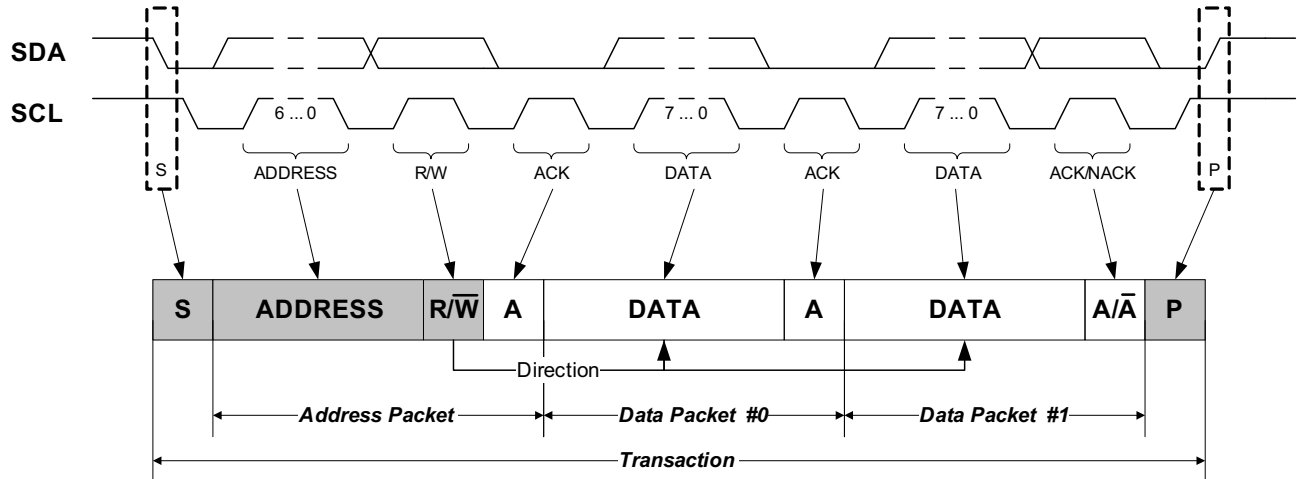 SDA
SCL
6 ... 0
7 ... 0
7 ... 0
S
ADDRESS
R/W
ACK
DATA
ACK
DATA
ACK/NACK
P
S
ADDRESS
R/W̅
A
DATA
A
DATA
A/A̅
P
Direction
Address Packet
Data Packet #0
Data Packet #1
Transaction